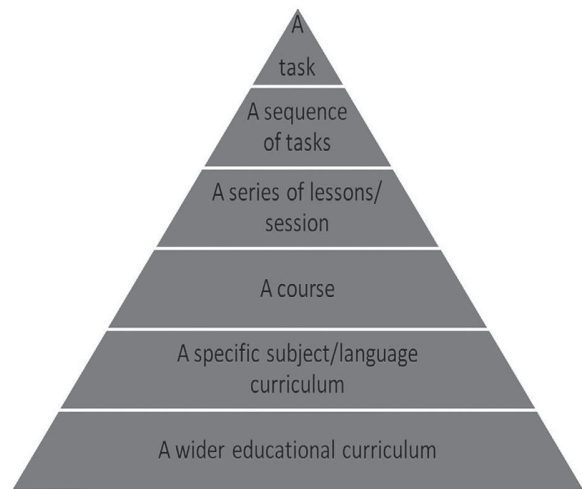 A
task
A sequence
of tasks
A series of lessons/
session
A course
A specific subject/language
curriculum
A wider educational curriculum